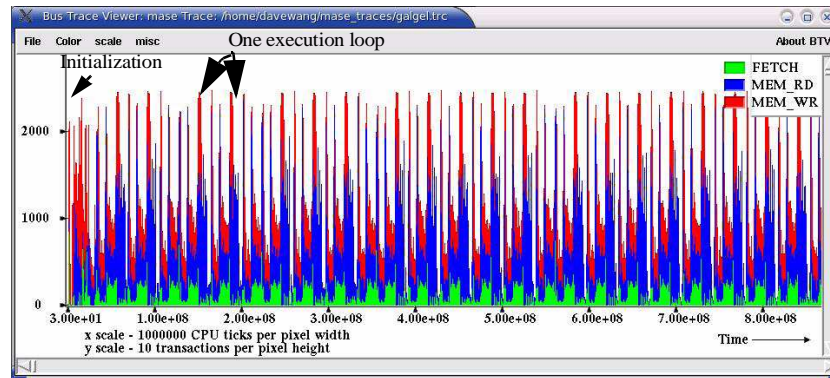 Bus Trace Viewer: mase Trace: /home/davewang/mase_traces/galgel.trc
File Color scale misc About BTV
One execution loop
Initialization
FETCH
MEM_RD
MEM_WR
2000
1000
0
3.00e+01 1.00e+08 2.00e+08 3.00e+08 4.00e+08 5.00e+08 6.00e+08 7.00e+08 8.00e+08
x scale - 1000000 CPU ticks per pixel width
y scale - 10 transactions per pixel height
Time